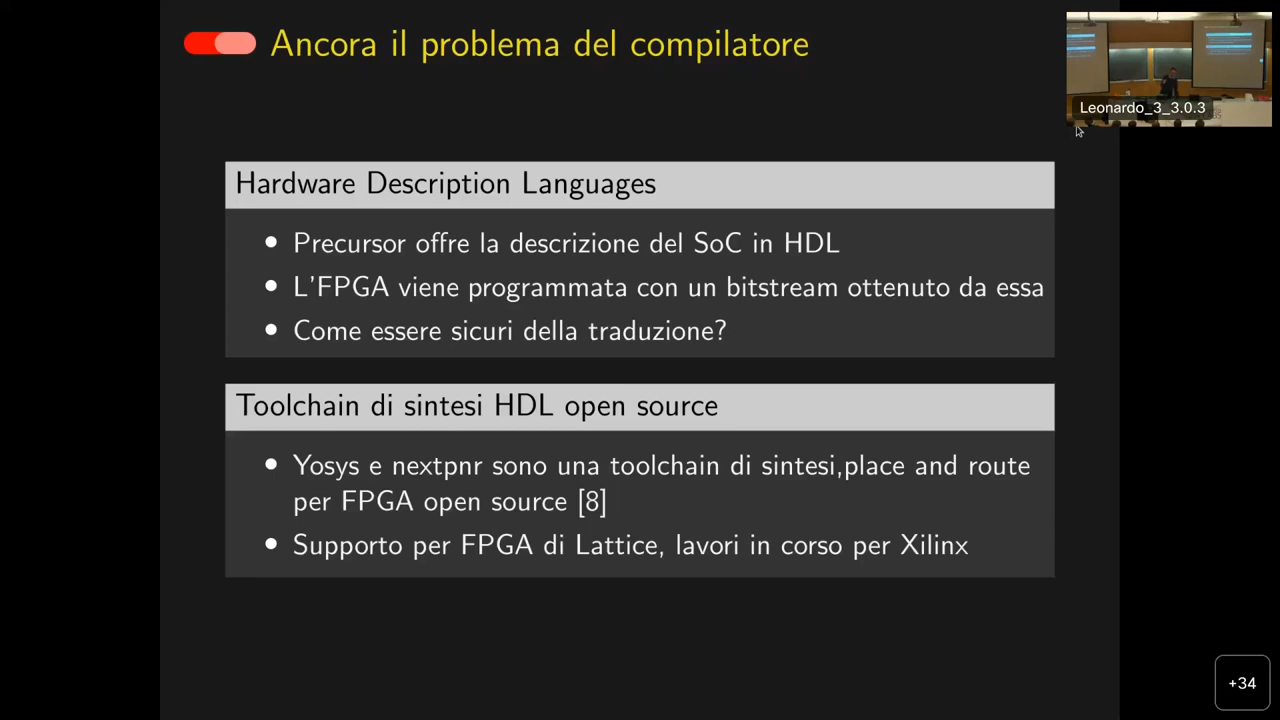 Ancora il problema del compilatore
Leonardo_3_3.0.3
Hardware Description Languages
• Precursor offre la descrizione del SoC in HDL
• L'FPGA viene programmata con un bitstream ottenuto da essa
• Come essere sicuri della traduzione?
Toolchain di sintesi HDL open source
• Yosys e nextpnr sono una toolchain di sintesi,place and route
per FPGA open source [8]
• Supporto per FPGA di Lattice, lavori in corso per Xilinx
+34